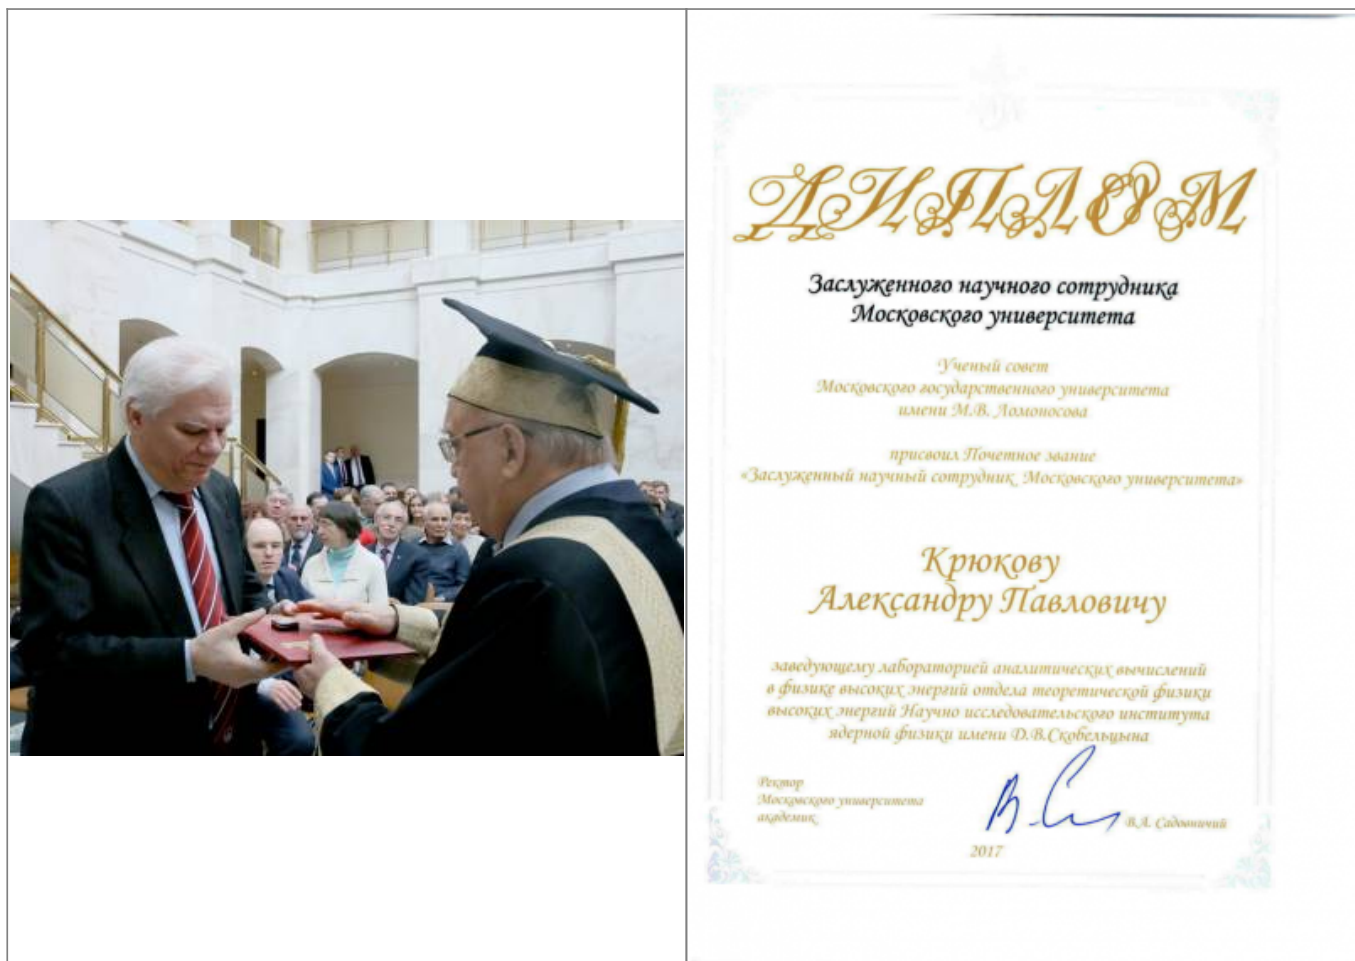 ДИПЛОМ
Заслуженного научного сотрудника
Московского университета
Ученый совет
Московского государственного университета
имени М.В. Ломоносова
присвоил Почетное звание
«Заслуженный научный сотрудник Московского университета»
Крюкову
Александру Павловичу
заведующему лабораторией аналитических вычислений
в физике высоких энергий отдела теоретической физики
высоких энергий Научно исследовательского института
ядерной физики имени Д.В.Скобельцына
Ректор
Московского университета
академик
В.А. Садовничий
2017